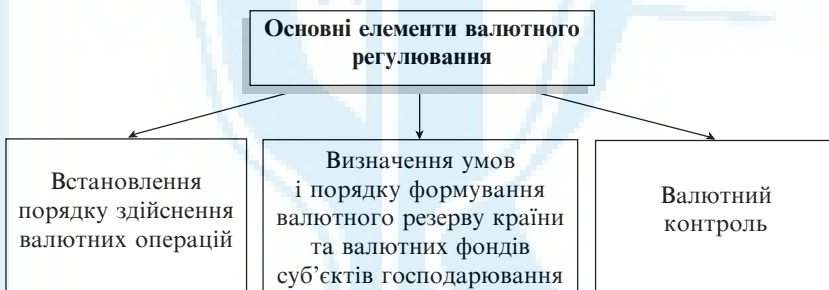 Основні елементи валютного
регулювання
Встановлення
порядку здійснення
валютних операцій
Визначення умов
і порядку формування
валютного резерву країни
та валютних фондів
суб’єктів господарювання
Валютний
контроль